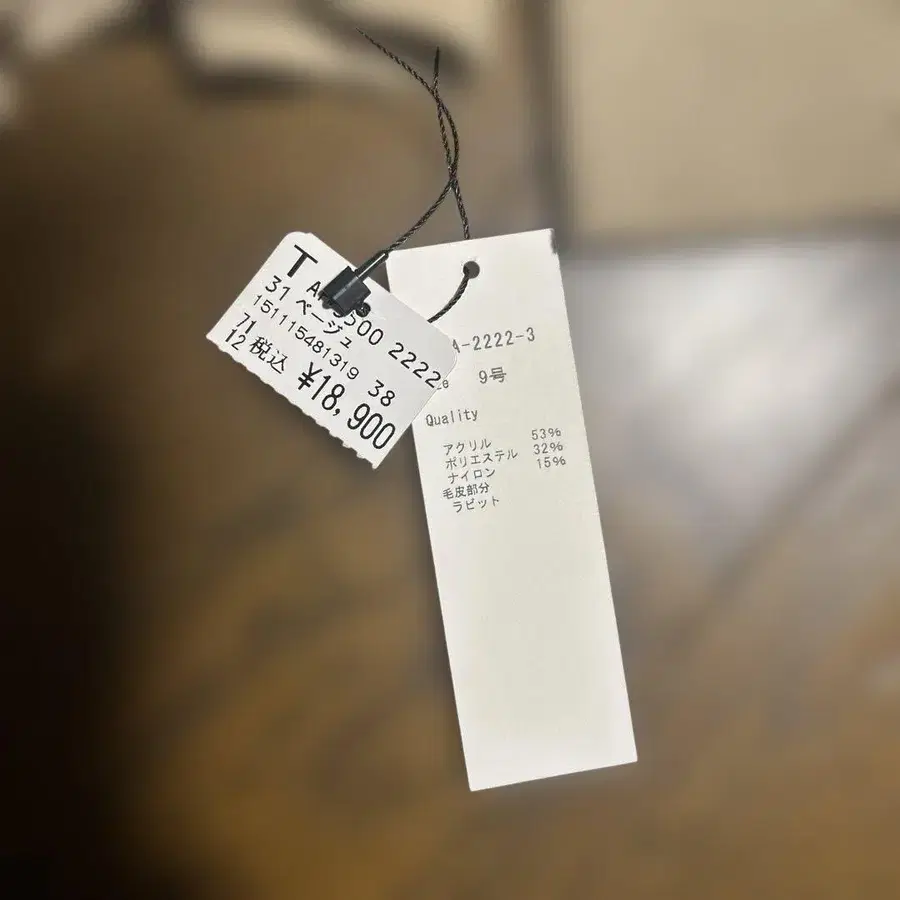 T
500 2222
31 ベージュ
151115481319 38
71
12 税込 ¥18,900
A-2222-3
9号
Quality
アクリル 53%
ポリエステル 32%
ナイロン 15%
毛皮部分
ラビット